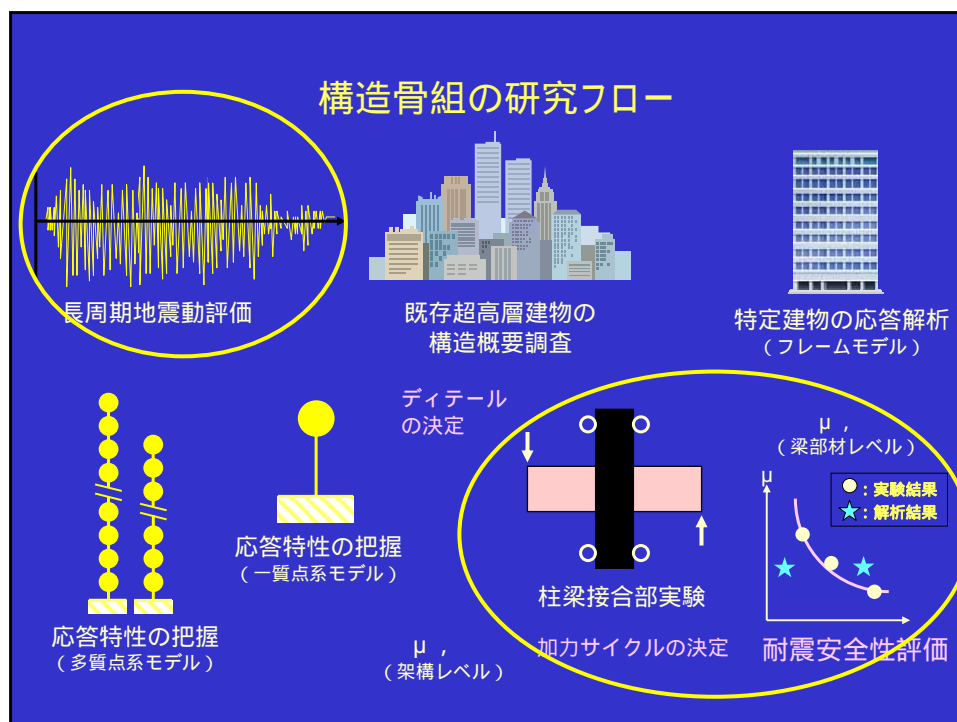 構造骨組の研究フロー
長周期地震動評価
既存超高層建物の
構造概要調査
特定建物の応答解析
(フレームモデル)
ディテール
の決定
μ ,
(梁部材レベル)
μ
: 実験結果
: 解析結果
応答特性の把握
(一質点系モデル)
柱梁接合部実験
応答特性の把握
(多質点系モデル)
μ ,
(架構レベル)
加力サイクルの決定
耐震安全性評価